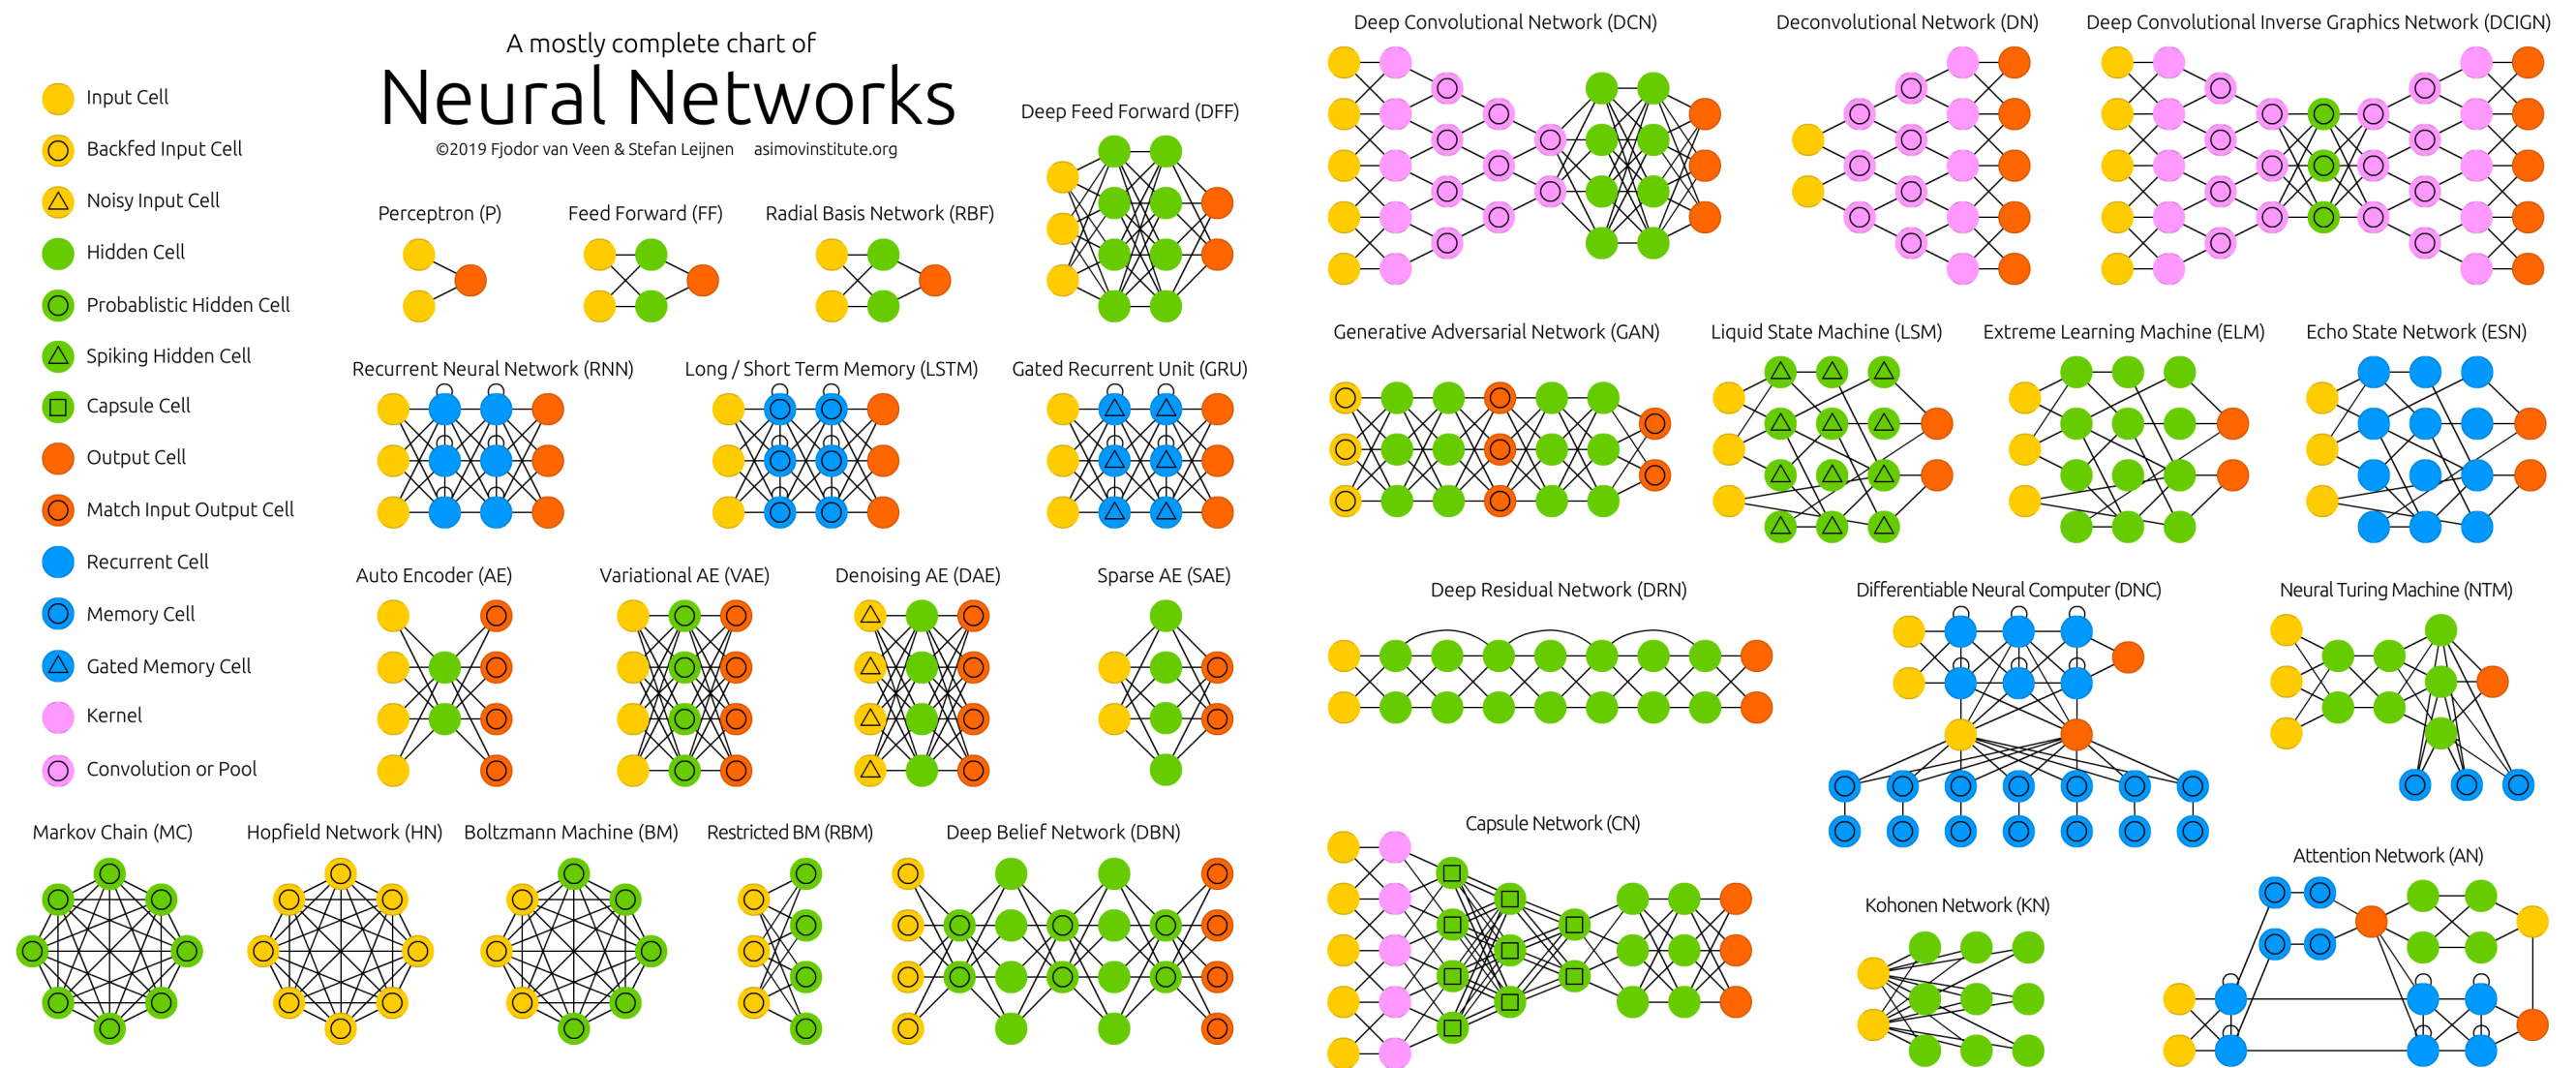 A mostly complete chart of
Neural Networks
©2019 Fjodor van Veen & Stefan Leijnen asimovinstitute.org
Input Cell
Backfed Input Cell
Noisy Input Cell
Hidden Cell
Probablistic Hidden Cell
Spiking Hidden Cell
Capsule Cell
Output Cell
Match Input Output Cell
Recurrent Cell
Memory Cell
Gated Memory Cell
Kernel
Convolution or Pool
Perceptron (P)
Feed Forward (FF)
Radial Basis Network (RBF)
Deep Feed Forward (DFF)
Recurrent Neural Network (RNN)
Long / Short Term Memory (LSTM)
Gated Recurrent Unit (GRU)
Auto Encoder (AE)
Variational AE (VAE)
Denoising AE (DAE)
Sparse AE (SAE)
Markov Chain (MC)
Hopfield Network (HN)
Boltzmann Machine (BM)
Restricted BM (RBM)
Deep Belief Network (DBN)
Deep Convolutional Network (DCN)
Deconvolutional Network (DN)
Deep Convolutional Inverse Graphics Network (DCIGN)
Generative Adversarial Network (GAN)
Liquid State Machine (LSM)
Extreme Learning Machine (ELM)
Echo State Network (ESN)
Deep Residual Network (DRN)
Differentiable Neural Computer (DNC)
Neural Turing Machine (NTM)
Capsule Network (CN)
Kohonen Network (KN)
Attention Network (AN)